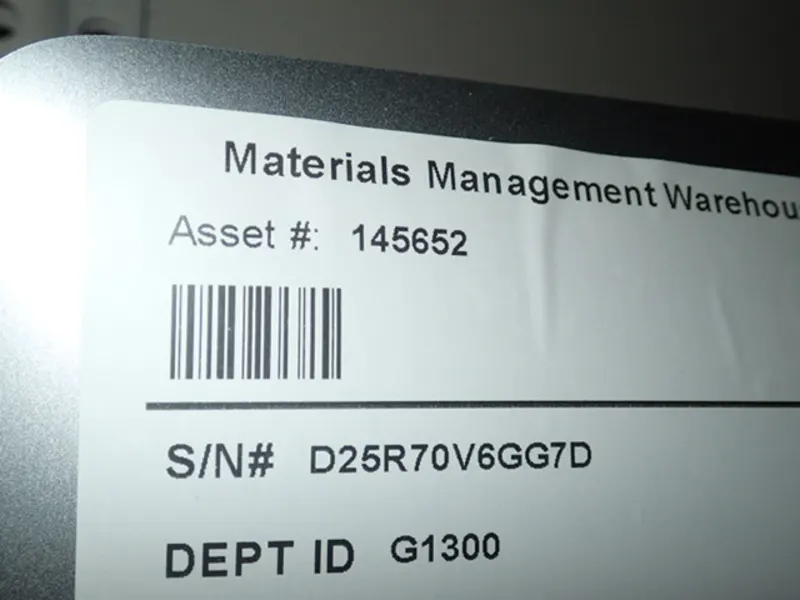 Materials Management Warehou
Asset #: 145652
S/N# D25R70V6GG7D
DEPT ID G1300